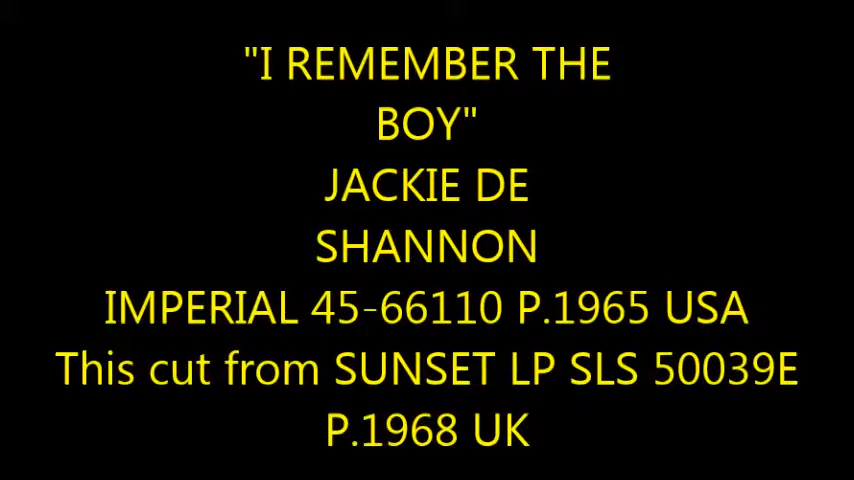 "I REMEMBER THE
BOY"
JACKIE DE
SHANNON
IMPERIAL 45-66110 P.1965 USA
This cut from SUNSET LP SLS 50039E
P.1968 UK